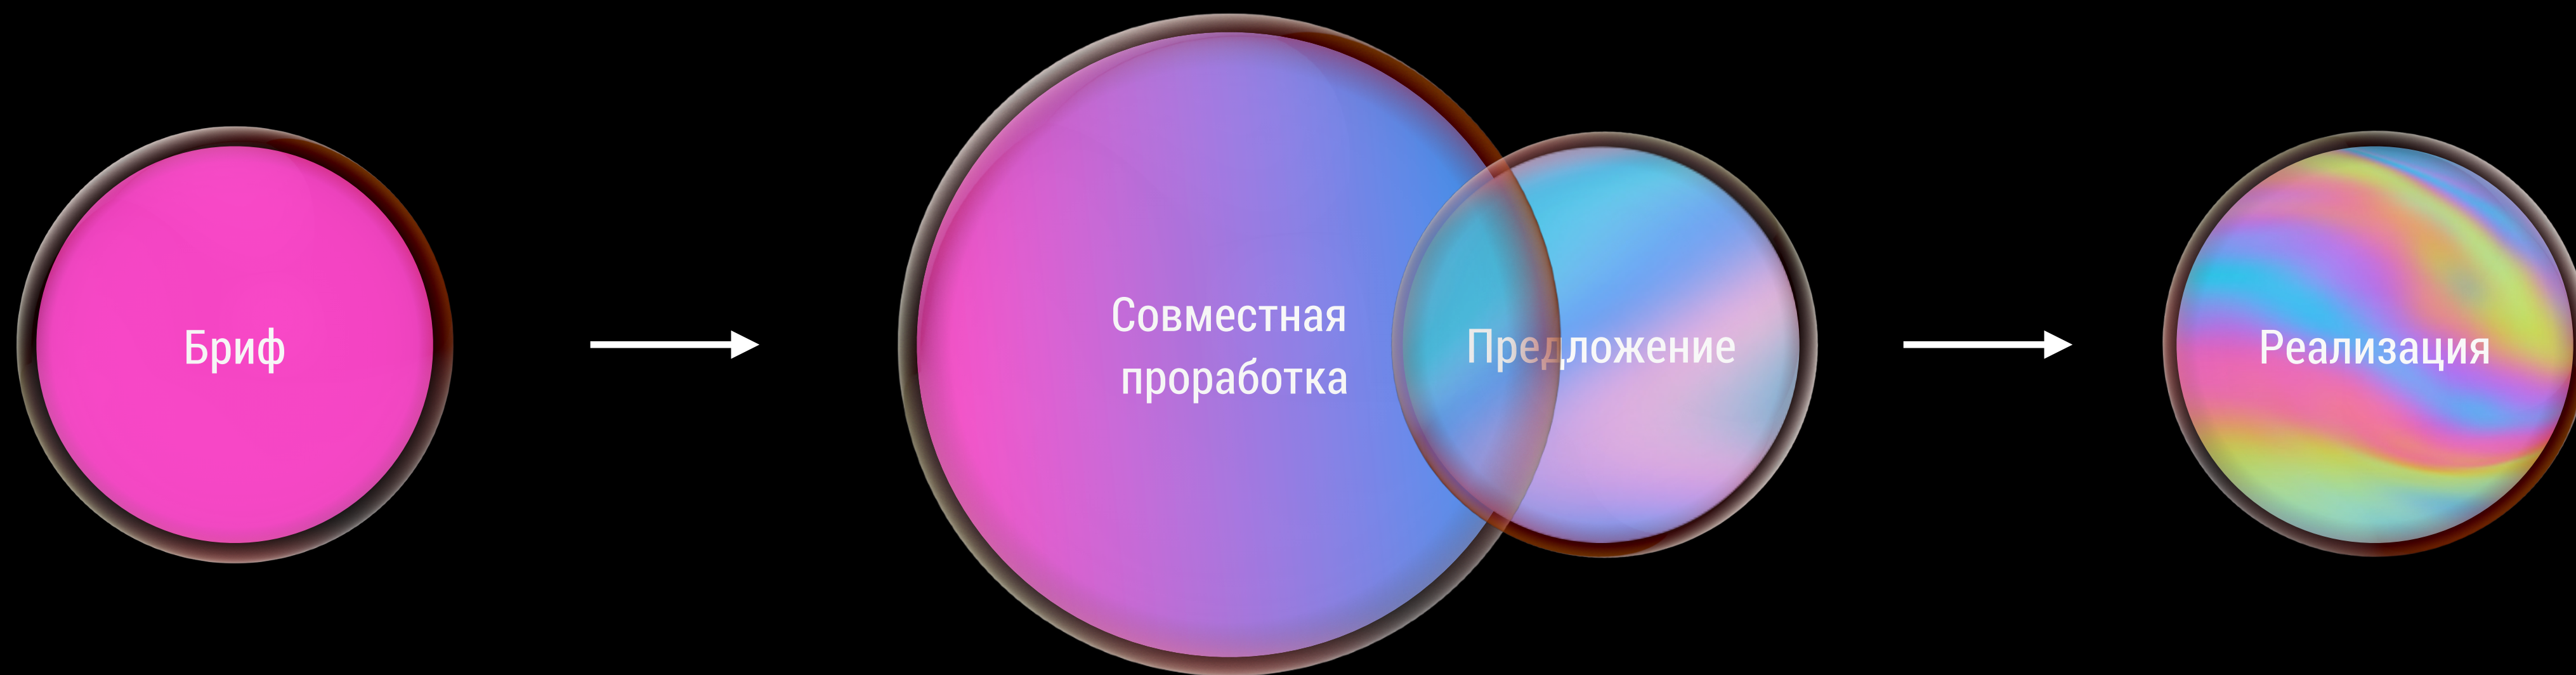 Бриф
Совместная
проработка
Предложение
Реализация